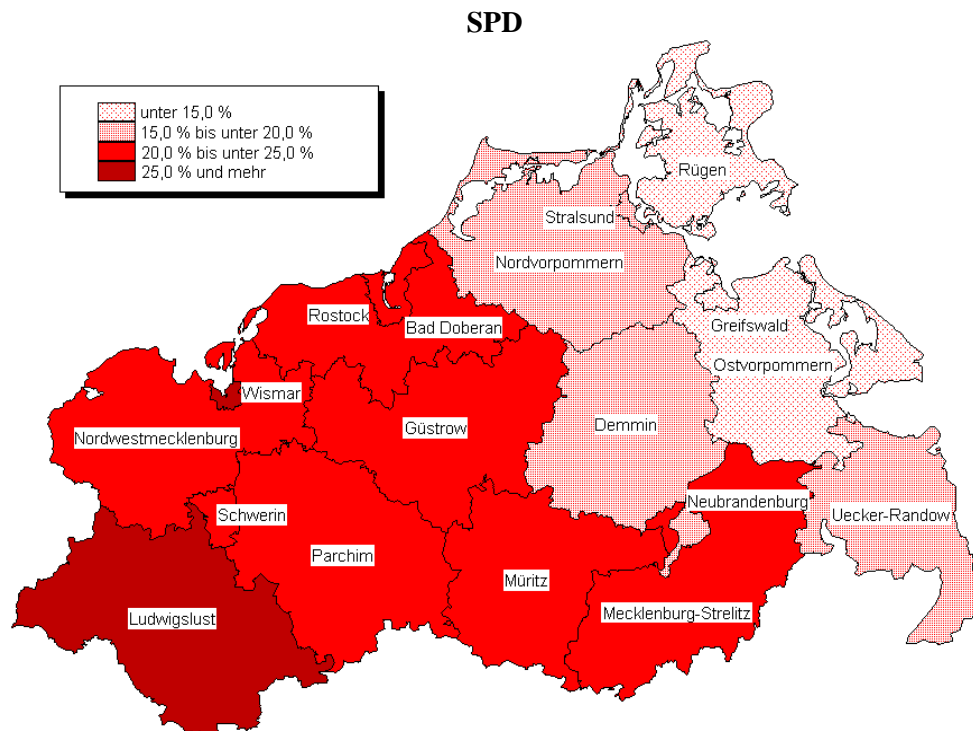 SPD
unter 15,0 %
15,0 % bis unter 20,0 %
20,0 % bis unter 25,0 %
25,0 % und mehr
Rügen
Stralsund
Nordvorpommern
Rostock
Bad Doberan
Greifswald
Ostvorpommern
Wismar
Nordwestmecklenburg
Güstrow
Demmin
Schwerin
Neubrandenburg
Uecker-Randow
Parchim
Müritz
Ludwigslust
Mecklenburg-Strelitz